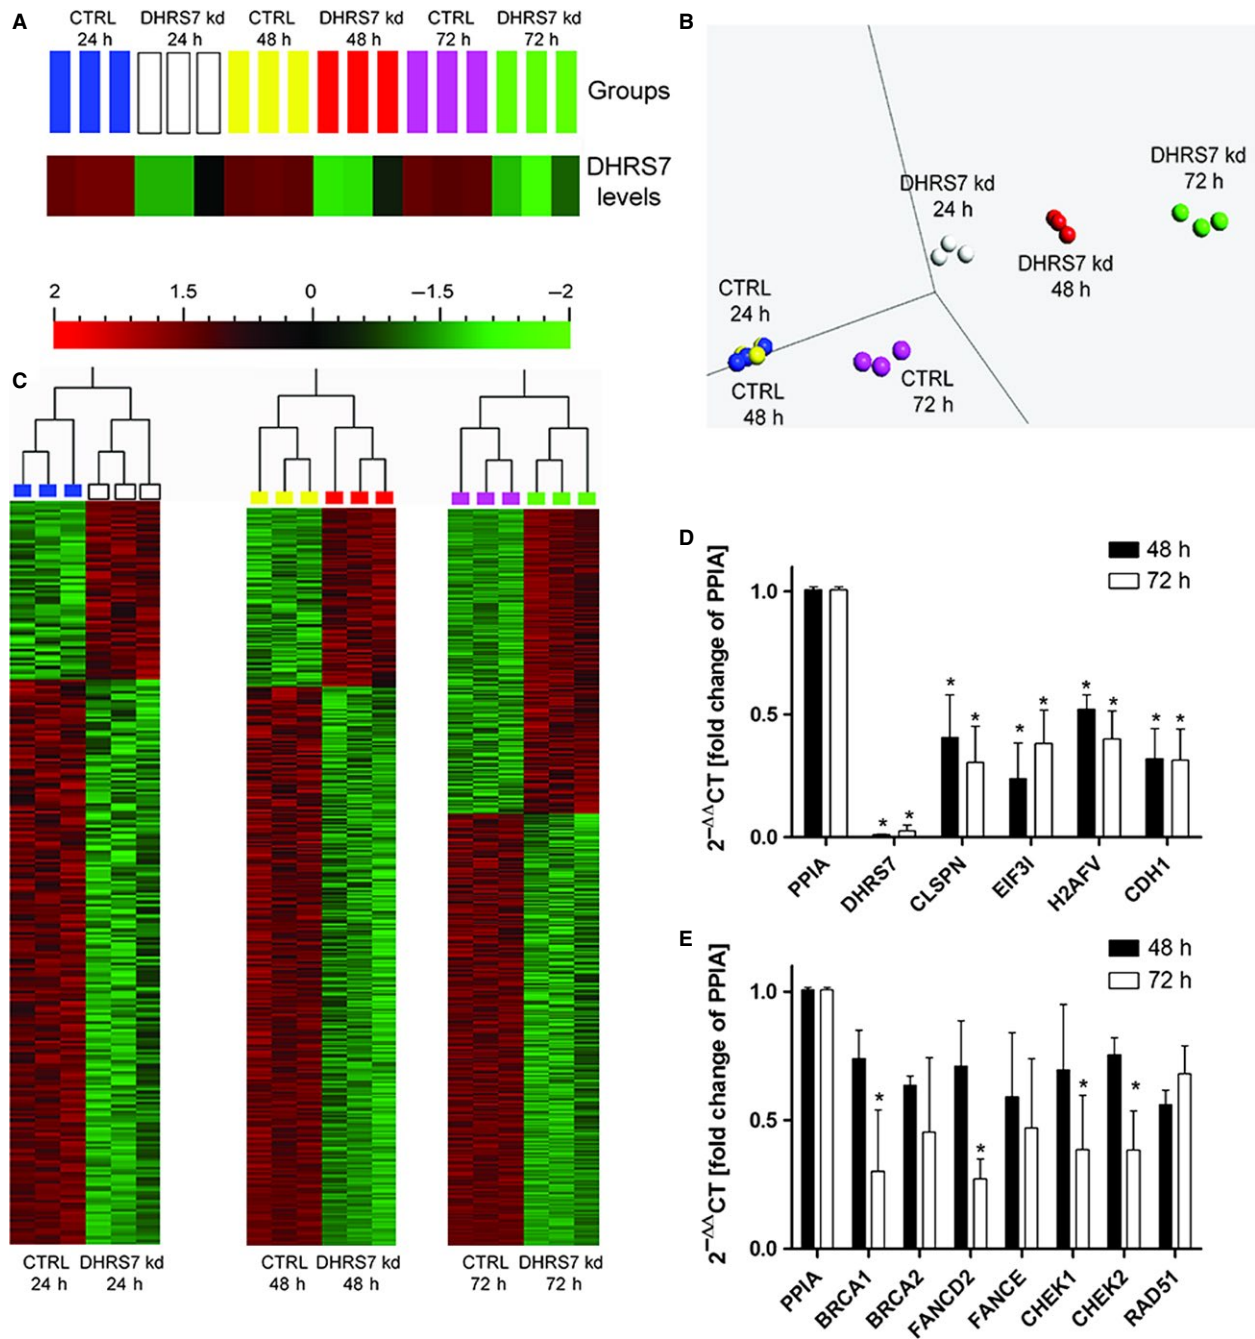 A
CTRL 24 h
DHRS7 kd 24 h
CTRL 48 h
DHRS7 kd 48 h
CTRL 72 h
DHRS7 kd 72 h
Groups
DHRS7 levels
2 1.5 0 –1.5 –2
B
DHRS7 kd 72 h
DHRS7 kd 24 h
DHRS7 kd 48 h
CTRL 24 h
CTRL 48 h
CTRL 72 h
C
CTRL 24 h
DHRS7 kd 24 h
CTRL 48 h
DHRS7 kd 48 h
CTRL 72 h
DHRS7 kd 72 h
D
48 h
72 h
2^–ΔΔCT [fold change of PPIA]
1.0
0.5
0.0
* * * * * * * * * *
PPIA
DHRS7
CLSPN
EIF3I
H2AFV
CDH1
E
48 h
72 h
2^–ΔΔCT [fold change of PPIA]
1.0
0.5
0.0
* * * *
PPIA
BRCA1
BRCA2
FANCD2
FANCE
CHEK1
CHEK2
RAD51